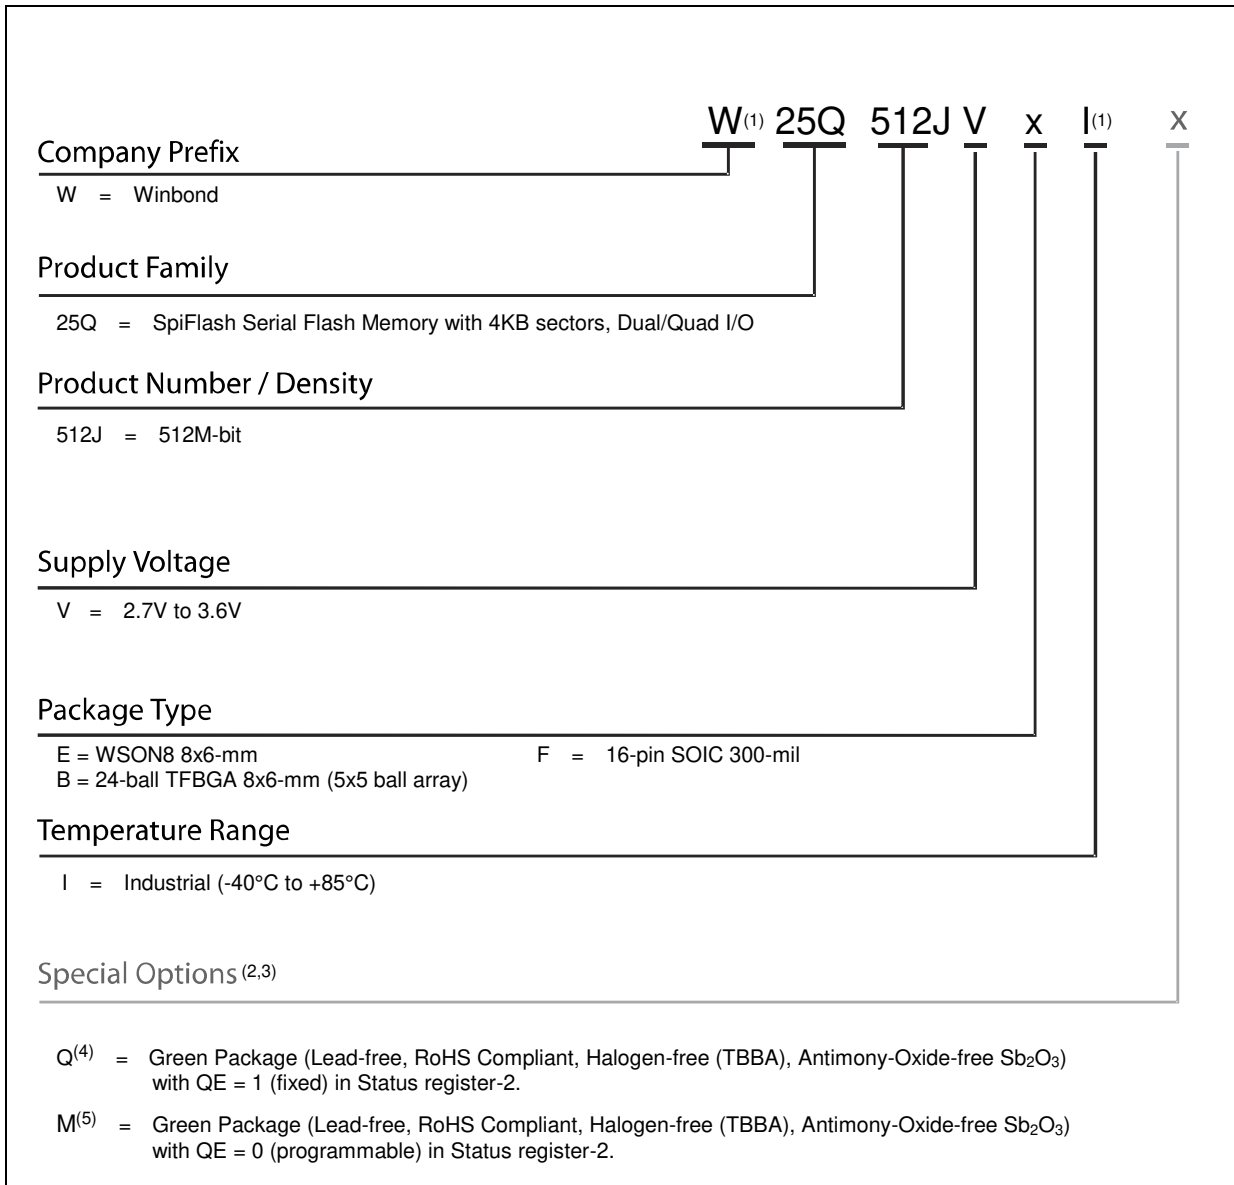 W(1) 25Q 512J V x I(1) x
Company Prefix
W = Winbond
Product Family
25Q = SpiFlash Serial Flash Memory with 4KB sectors, Dual/Quad I/O
Product Number / Density
512J = 512M-bit
Supply Voltage
V = 2.7V to 3.6V
Package Type
E = WSON8 8x6-mm F = 16-pin SOIC 300-mil
B = 24-ball TFBGA 8x6-mm (5x5 ball array)
Temperature Range
I = Industrial (-40°C to +85°C)
Special Options (2,3)
Q(4) = Green Package (Lead-free, RoHS Compliant, Halogen-free (TBBA), Antimony-Oxide-free Sb₂O₃)
with QE = 1 (fixed) in Status register-2.
M(5) = Green Package (Lead-free, RoHS Compliant, Halogen-free (TBBA), Antimony-Oxide-free Sb₂O₃)
with QE = 0 (programmable) in Status register-2.